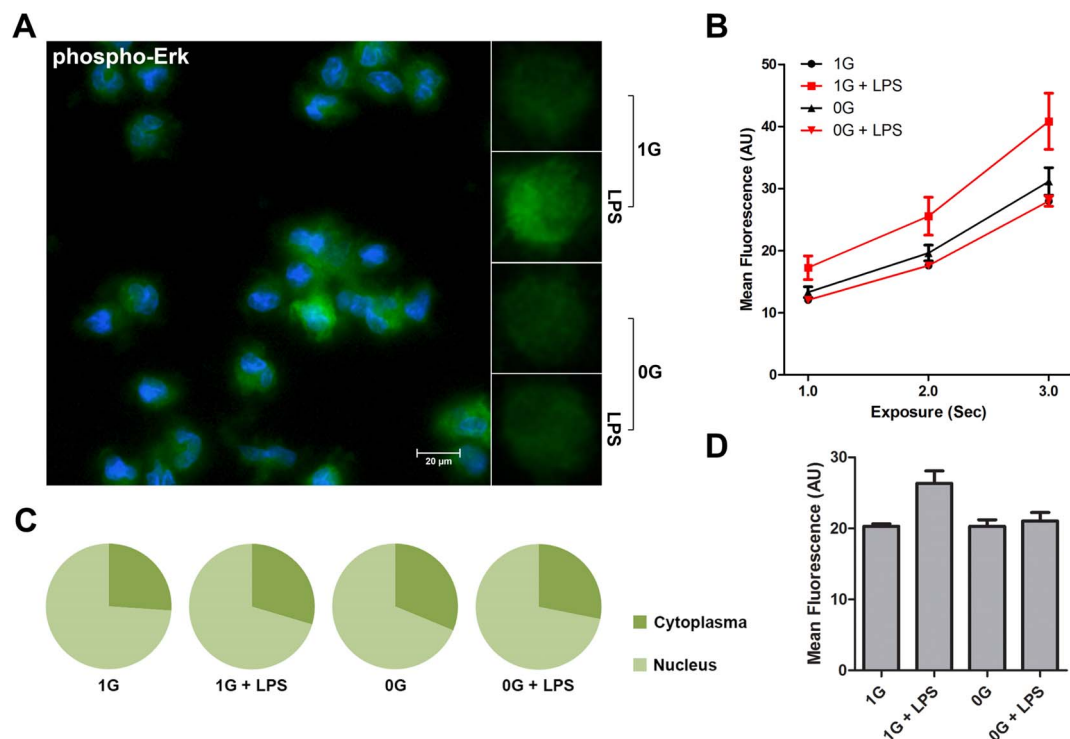 A
phospho-Erk
1G
LPS
0G
LPS
20 µm
B
1G
1G + LPS
0G
0G + LPS
Mean Fluorescence (AU)
50
40
30
20
10
0
1.0 2.0 3.0
Exposure (Sec)
C
1G 1G + LPS 0G 0G + LPS
Cytoplasma
Nucleus
D
Mean Fluorescence (AU)
30
20
10
0
1G 1G + LPS 0G 0G + LPS